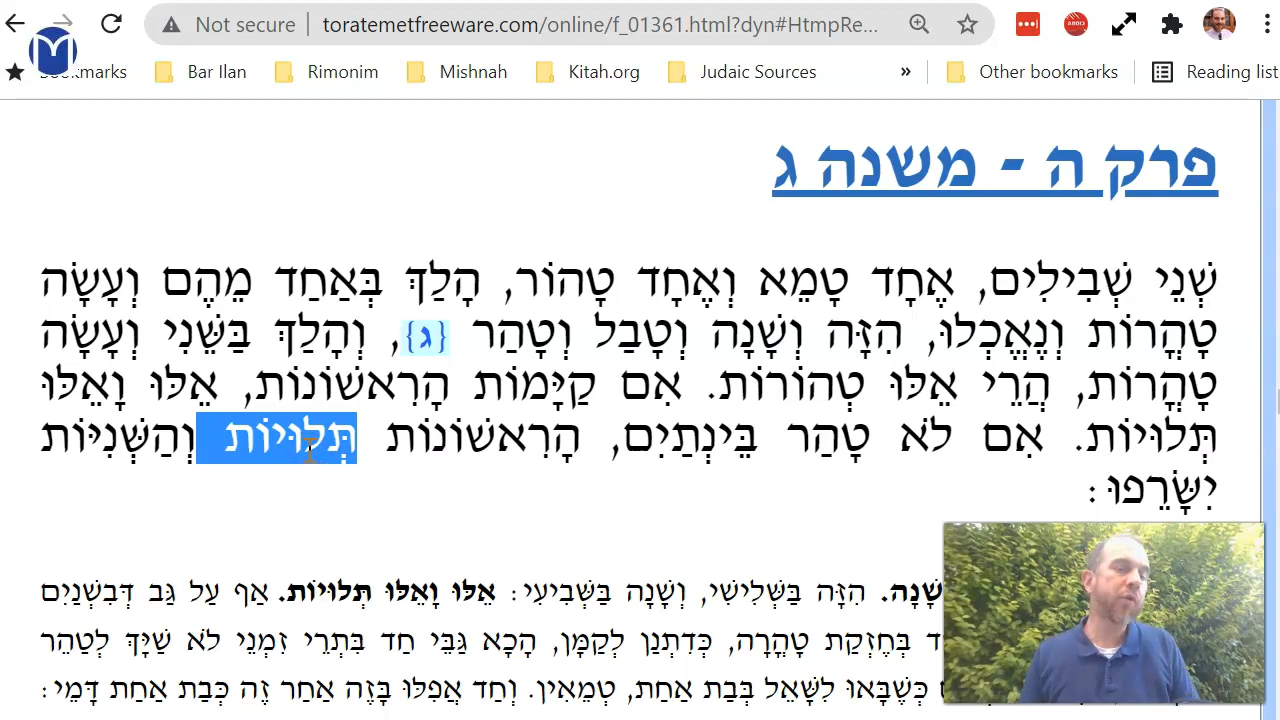 Not secure toratemetfreeware.com/online/f_01361.html?dyn#HtmpRe...
Bar Ilan Rimonim Mishnah Kitah.org Judaic Sources » Other bookmarks Reading list
פרק ה - משנה ג
שְׁנֵי שְׁבִילִים, אֶחָד טָמֵא וְאֶחָד טָהוֹר, הָלַךְ בְּאַחַד מֵהֶם וְעָשָׂה
טָהֳרוֹת וְנֶאֱכְלוּ, הִזָּה וְשָׁנָה וְטָבַל וְטָהַר {ג}, וְהָלַךְ בַּשֵּׁנִי וְעָשָׂה
טָהֳרוֹת, הֲרֵי אֵלּוּ טְהוֹרוֹת. אִם קַיָּמוֹת הָרִאשׁוֹנוֹת, אֵלּוּ וָאֵלּוּ
תְּלוּיוֹת. אִם לֹא טָהַר בֵּינְתַיִם, הָרִאשׁוֹנוֹת תְּלוּיוֹת וְהַשְּׁנִיּוֹת
יִשָּׂרֵפוּ:
שָׁנָה. הִזָּה בַּשְּׁלִישִׁי, וְשָׁנָה בַּשְּׁבִיעִי: אֵלּוּ וָאֵלּוּ תְּלוּיוֹת. אַף עַל גַּב דְּבִשְׁנַיִם
בְּחֶזְקַת טָהֳרָה, כְּדִתְנַן לְקַמָּן, הָכָא גַּבֵּי חַד בִּתְרֵי זִמְנֵי לֹא שַׁיָּךְ לְטַהֵר
כְּשֶׁבָּאוּ לִשָּׁאֵל בְּבַת אַחַת, טְמֵאִין. וְחַד אֲפִלּוּ בָּזֶה אַחַר זֶה כְּבַת אַחַת דָּמֵי: